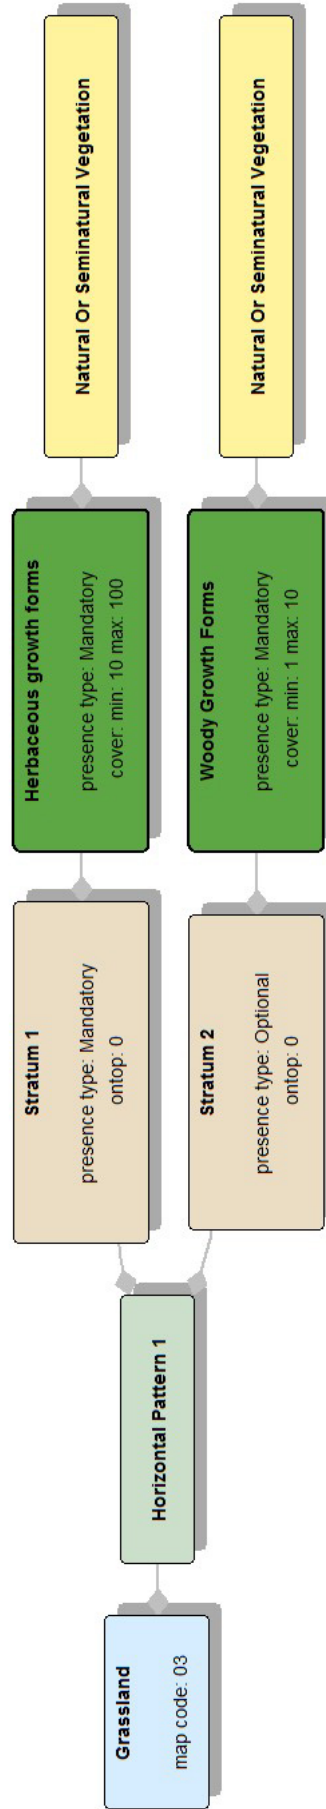 Grassland
map code: 03
Horizontal Pattern 1
Stratum 1
presence type: Mandatory
ontop: 0
Herbaceous growth forms
presence type: Mandatory
cover: min: 10 max: 100
Natural Or Seminatural Vegetation
Stratum 2
presence type: Optional
ontop: 0
Woody Growth Forms
presence type: Mandatory
cover: min: 1 max: 10
Natural Or Seminatural Vegetation